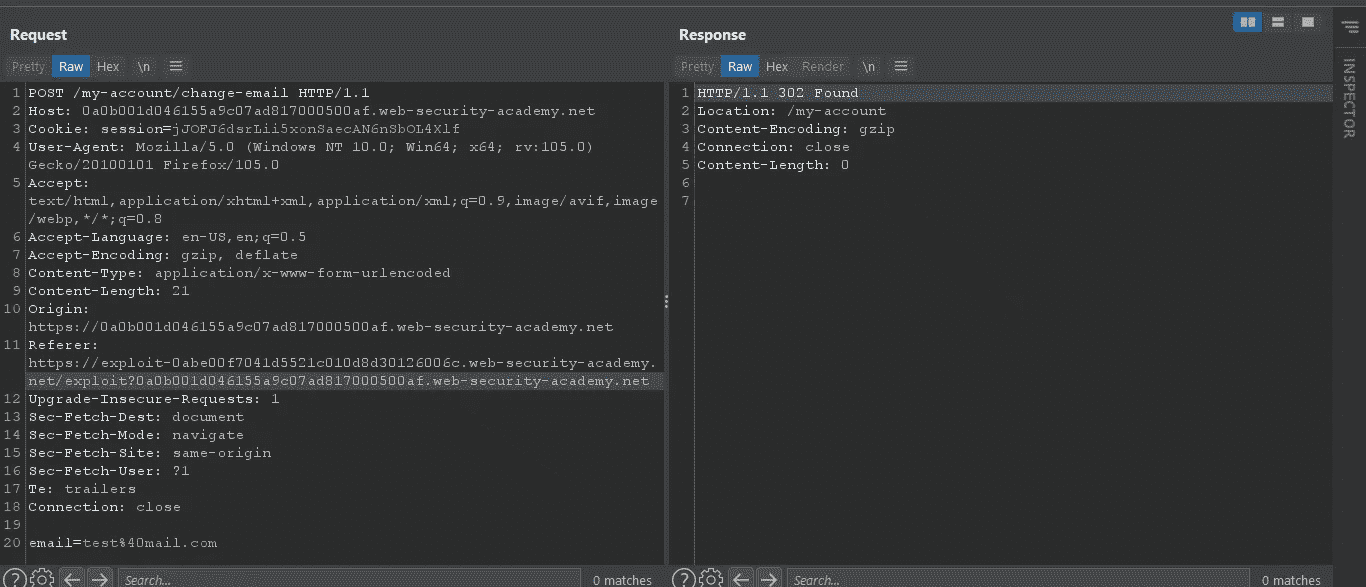 Request
Pretty Raw Hex \n
1 POST /my-account/change-email HTTP/1.1
2 Host: 0a0b001d046155a9c07ad817000500af.web-security-academy.net
3 Cookie: session=jJOFJ6dsrLii5xonSaecAN6nSbOL4Xlf
4 User-Agent: Mozilla/5.0 (Windows NT 10.0; Win64; x64; rv:105.0)
Gecko/20100101 Firefox/105.0
5 Accept:
text/html,application/xhtml+xml,application/xml;q=0.9,image/avif,image
/webp,*/*;q=0.8
6 Accept-Language: en-US,en;q=0.5
7 Accept-Encoding: gzip, deflate
8 Content-Type: application/x-www-form-urlencoded
9 Content-Length: 21
10 Origin:
https://0a0b001d046155a9c07ad817000500af.web-security-academy.net
11 Referer:
https://exploit-0abe00f7041d5521c010d8d30126006c.web-security-academy.
net/exploit?0a0b001d046155a9c07ad817000500af.web-security-academy.net
12 Upgrade-Insecure-Requests: 1
13 Sec-Fetch-Dest: document
14 Sec-Fetch-Mode: navigate
15 Sec-Fetch-Site: same-origin
16 Sec-Fetch-User: ?1
17 Te: trailers
18 Connection: close
19
20 email=test%40mail.com
Search...
0 matches
Response
Pretty Raw Hex Render \n
1 HTTP/1.1 302 Found
2 Location: /my-account
3 Content-Encoding: gzip
4 Connection: close
5 Content-Length: 0
6
7
Search...
0 matches
INSPECTOR